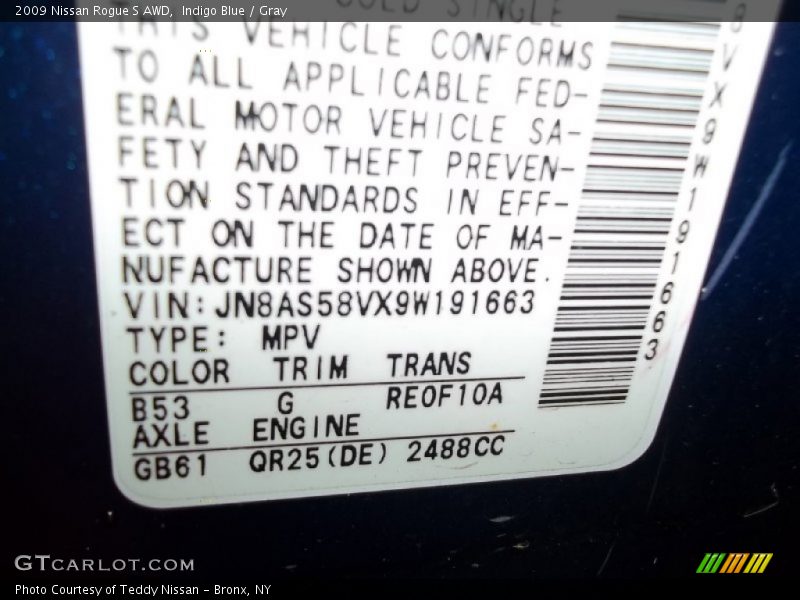 2009 Nissan Rogue S AWD, Indigo Blue / Gray
COLD SINGLE
THIS VEHICLE CONFORMS
TO ALL APPLICABLE FED-
ERAL MOTOR VEHICLE SA-
FETY AND THEFT PREVEN-
TION STANDARDS IN EFF-
ECT ON THE DATE OF MA-
NUFACTURE SHOWN ABOVE.
VIN:JN8AS58VX9W191663
TYPE: MPV
COLOR TRIM TRANS
B53 G RE0F10A
AXLE ENGINE
GB61 QR25(DE) 2488CC
8VX9W191663
GTCARLOT.COM
Photo Courtesy of Teddy Nissan - Bronx, NY